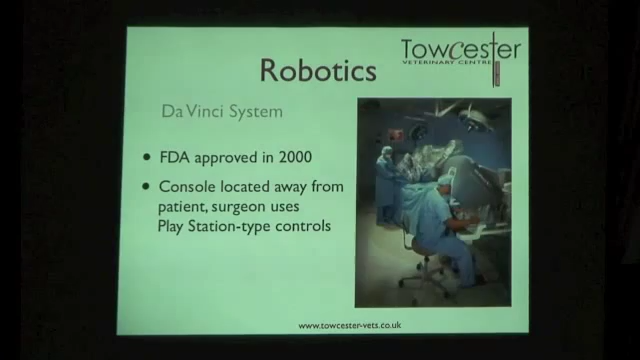 Towcester
VETERINARY CENTRE
Robotics
Da Vinci System
• FDA approved in 2000
• Console located away from
patient, surgeon uses
Play Station-type controls
www.towcester-vets.co.uk